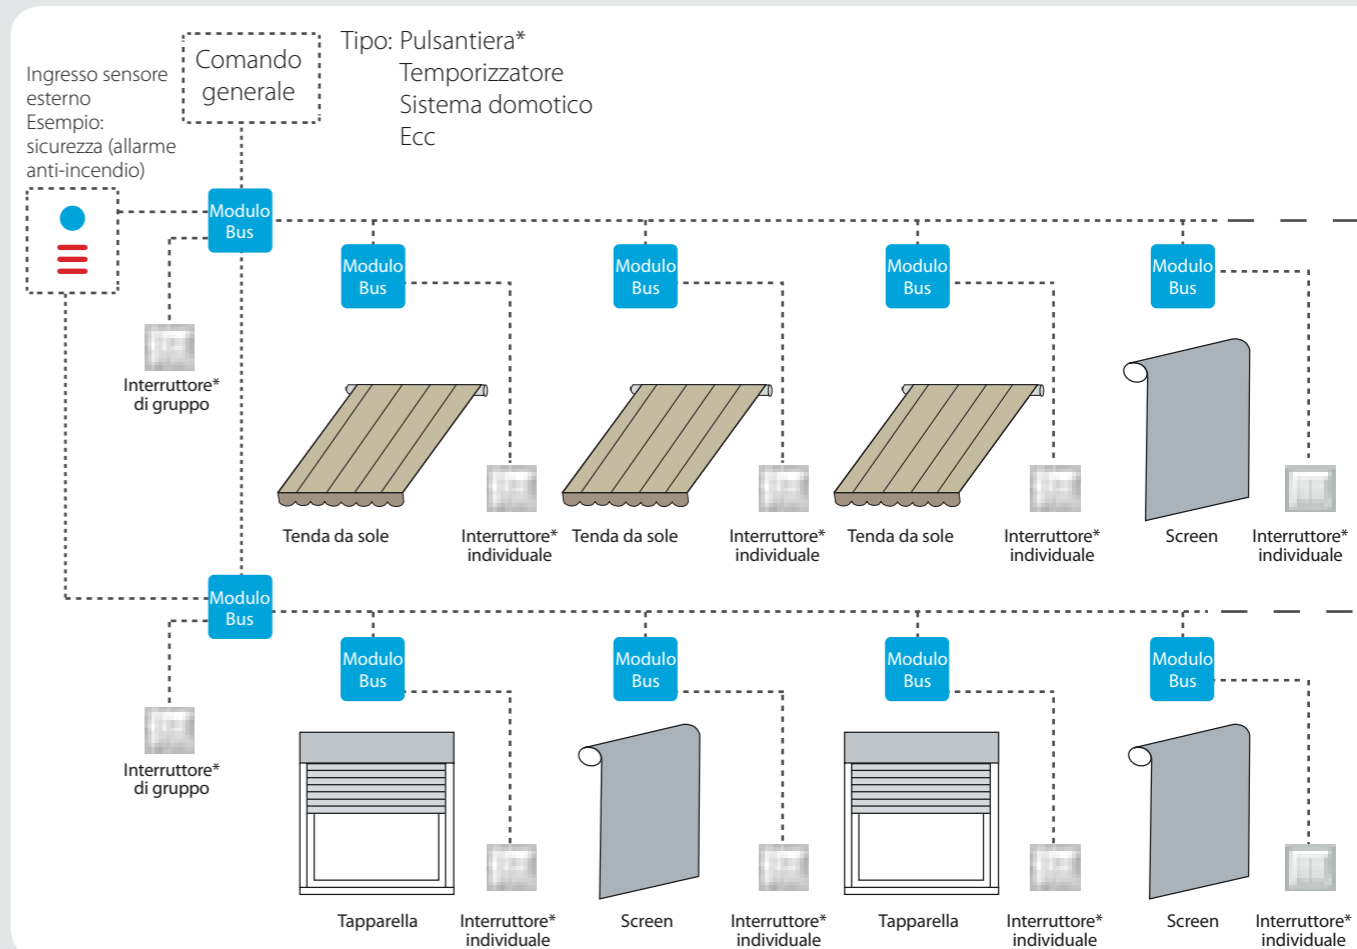 Comando
generale
Tipo: Pulsantiera*
Temporizzatore
Sistema domotico
Ecc
Ingresso sensore
esterno
Esempio:
sicurezza (allarme
anti-incendio)
Modulo
Bus
Modulo
Bus
Modulo
Bus
Modulo
Bus
Modulo
Bus
Interruttore*
di gruppo
Tenda da sole
Interruttore*
individuale
Tenda da sole
Interruttore*
individuale
Tenda da sole
Interruttore*
individuale
Screen
Interruttore*
individuale
Modulo
Bus
Modulo
Bus
Modulo
Bus
Modulo
Bus
Modulo
Bus
Interruttore*
di gruppo
Tapparella
Interruttore*
individuale
Screen
Interruttore*
individuale
Tapparella
Interruttore*
individuale
Screen
Interruttore*
individuale